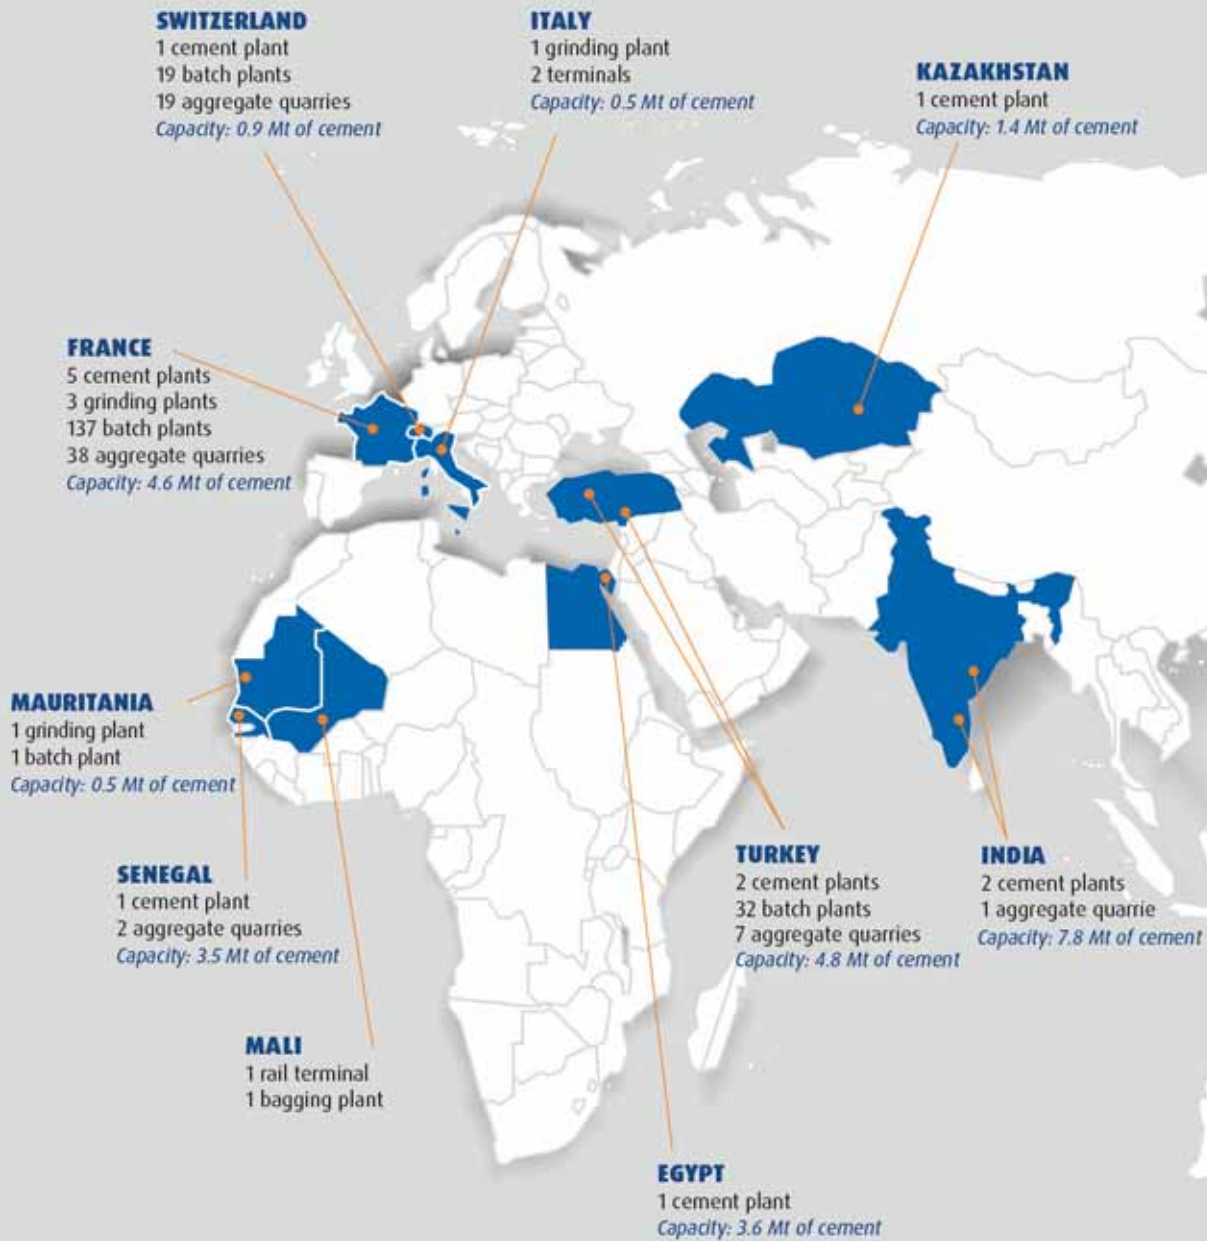 SWITZERLAND
1 cement plant
19 batch plants
19 aggregate quarries
Capacity: 0.9 Mt of cement
ITALY
1 grinding plant
2 terminals
Capacity: 0.5 Mt of cement
KAZAKHSTAN
1 cement plant
Capacity: 1.4 Mt of cement
FRANCE
5 cement plants
3 grinding plants
137 batch plants
38 aggregate quarries
Capacity: 4.6 Mt of cement
MAURITANIA
1 grinding plant
1 batch plant
Capacity: 0.5 Mt of cement
SENEGAL
1 cement plant
2 aggregate quarries
Capacity: 3.5 Mt of cement
TURKEY
2 cement plants
32 batch plants
7 aggregate quarries
Capacity: 4.8 Mt of cement
INDIA
2 cement plants
1 aggregate quarrie
Capacity: 7.8 Mt of cement
MALI
1 rail terminal
1 bagging plant
EGYPT
1 cement plant
Capacity: 3.6 Mt of cement